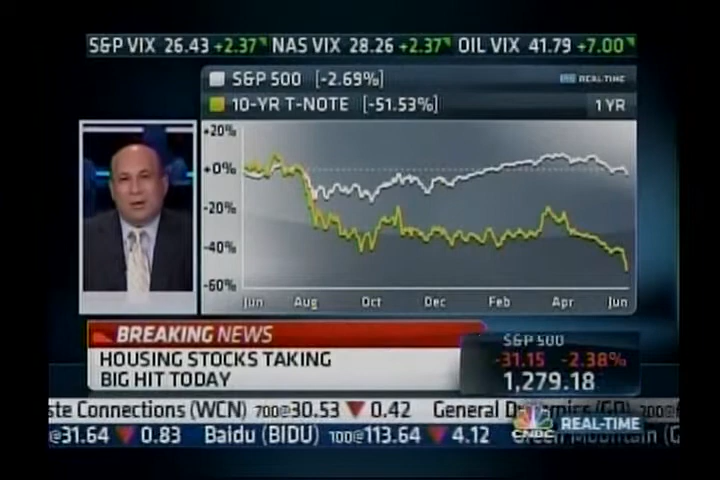 S&P VIX 26.43 +2.37 NAS VIX 28.26 +2.37 OIL VIX 41.79 +7.00
S&P 500 [-2.69%] REAL-TIME
10-YR T-NOTE [-51.53%] 1 YR
+20%
+0%
-20%
-40%
-60%
Jun Aug Oct Dec Feb Apr Jun
BREAKING NEWS
HOUSING STOCKS TAKING
BIG HIT TODAY
S&P 500
-31.15 -2.38%
1,279.18
ste Connections (WCN) 700@30.53 0.42 General
@31.64 0.83 Baidu (BIDU) 100@113.64 4.12
CNBC REAL-TIME